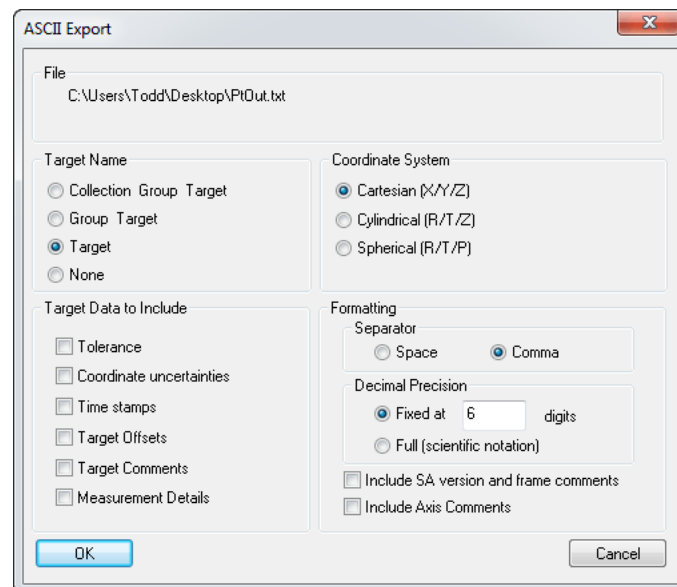 ASCII Export
File
C:\Users\Todd\Desktop\PtOut.txt
Target Name
Collection Group Target
Group Target
Target
None
Coordinate System
Cartesian (X/Y/Z)
Cylindrical (R/T/Z)
Spherical (R/T/P)
Target Data to Include
Tolerance
Coordinate uncertainties
Time stamps
Target Offsets
Target Comments
Measurement Details
Formatting
Separator
Space Comma
Decimal Precision
Fixed at 6 digits
Full (scientific notation)
Include SA version and frame comments
Include Axis Comments
OK Cancel